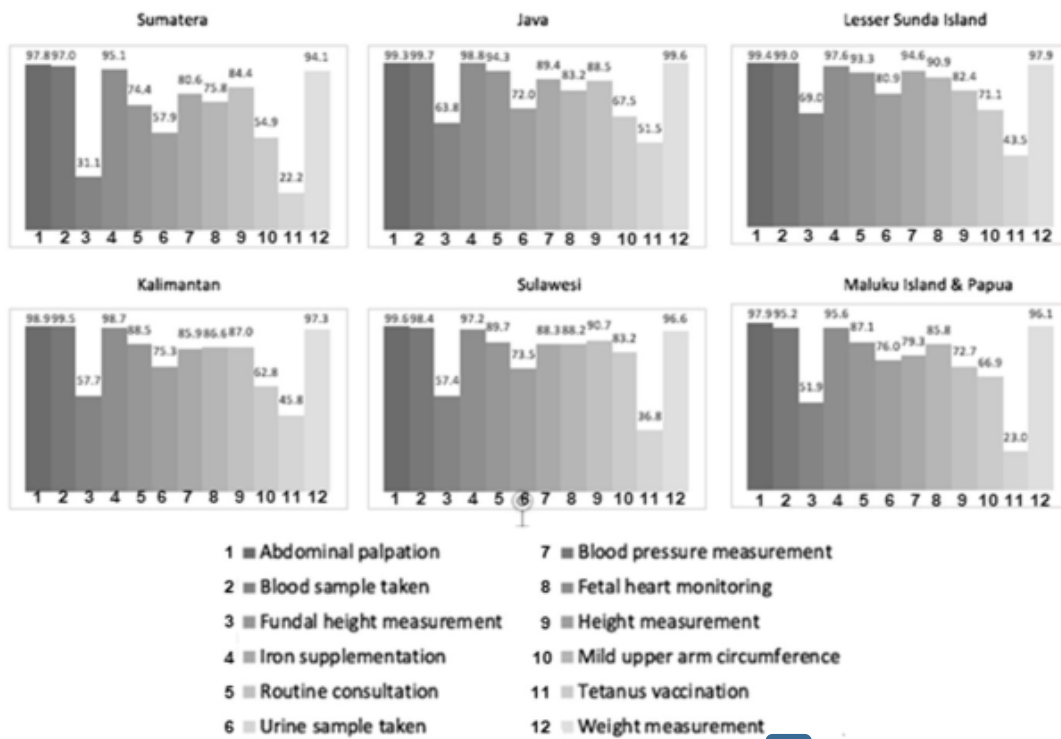 Sumatera
97.8 97.0 31.1 95.1 74.4 57.9 80.6 75.8 84.4 54.9 22.2 94.1
1 2 3 4 5 6 7 8 9 10 11 12
Java
99.3 99.7 63.8 98.8 94.3 72.0 89.4 83.2 88.5 67.5 51.5 99.6
1 2 3 4 5 6 7 8 9 10 11 12
Lesser Sunda Island
99.4 99.0 69.0 97.6 93.3 80.9 94.6 90.9 82.4 71.1 43.5 97.9
1 2 3 4 5 6 7 8 9 10 11 12
Kalimantan
98.9 99.5 57.7 98.7 88.5 75.3 85.9 86.6 87.0 62.8 45.8 97.3
1 2 3 4 5 6 7 8 9 10 11 12
Sulawesi
99.6 98.4 57.4 97.2 89.7 73.5 88.3 88.2 90.7 83.2 36.8 96.6
1 2 3 4 5 6 7 8 9 10 11 12
Maluku Island & Papua
97.9 95.2 51.9 95.6 87.1 76.0 79.3 85.8 72.7 66.9 23.0 96.1
1 2 3 4 5 6 7 8 9 10 11 12
1 Abdominal palpation
2 Blood sample taken
3 Fundal height measurement
4 Iron supplementation
5 Routine consultation
6 Urine sample taken
7 Blood pressure measurement
8 Fetal heart monitoring
9 Height measurement
10 Mild upper arm circumference
11 Tetanus vaccination
12 Weight measurement